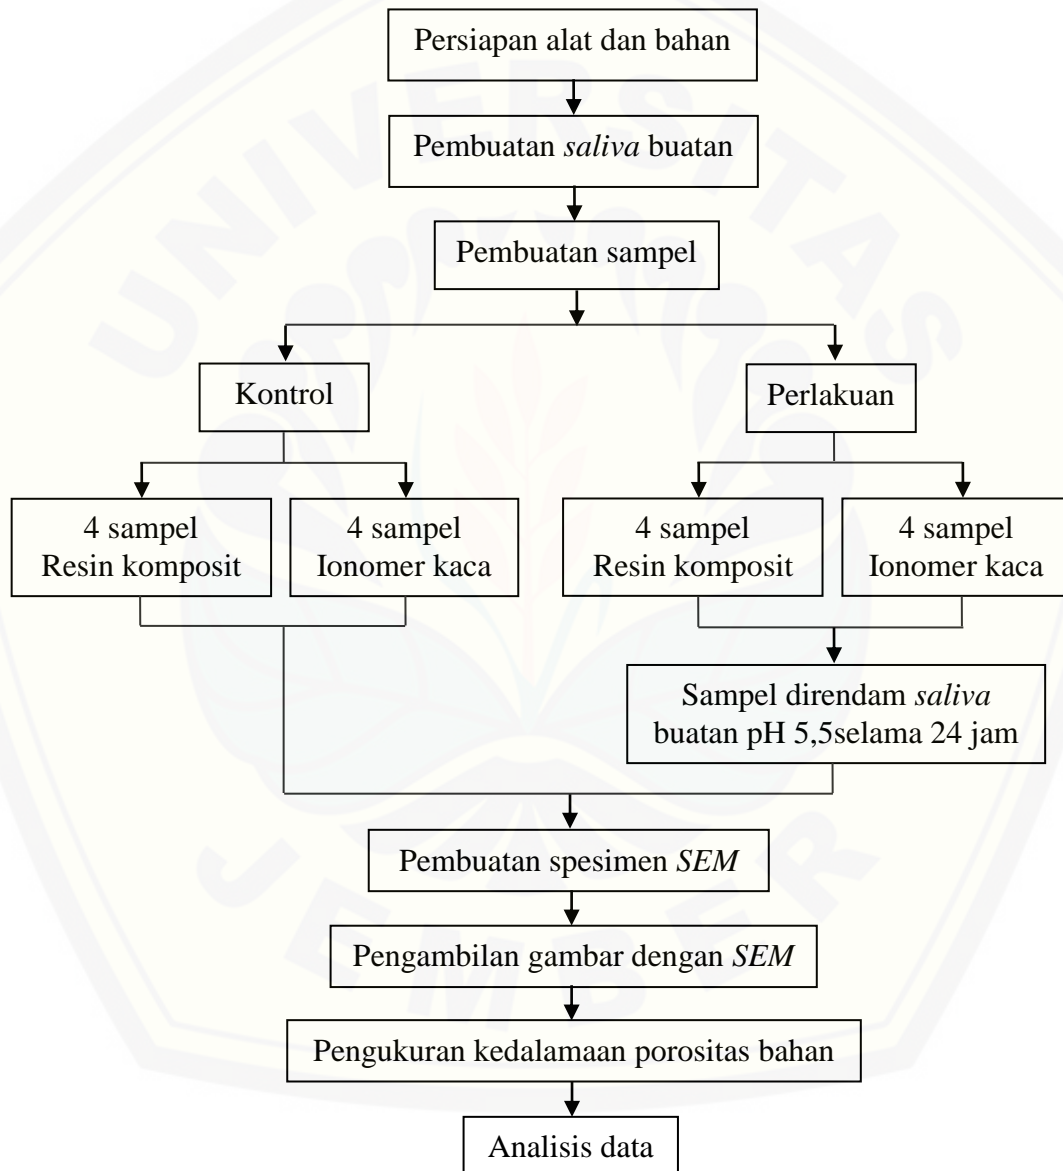 Persiapan alat dan bahan
Pembuatan saliva buatan
Pembuatan sampel
Kontrol
Perlakuan
4 sampel
Resin komposit
4 sampel
Ionomer kaca
4 sampel
Resin komposit
4 sampel
Ionomer kaca
Sampel direndam saliva
buatan pH 5,5selama 24 jam
Pembuatan spesimen SEM
Pengambilan gambar dengan SEM
Pengukuran kedalamaan porositas bahan
Analisis data
UNIVERSITAS
JEMBER